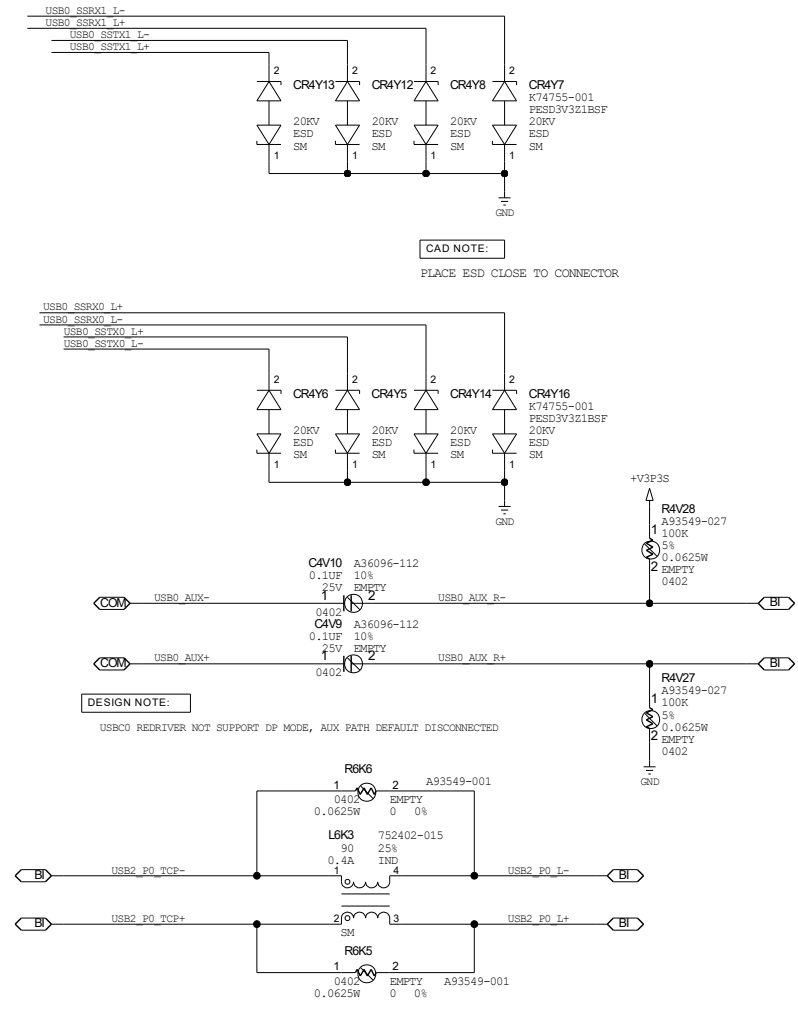 USB0_SSRX1_L-
USB0_SSRX1_L+
USB0_SSTX1_L-
USB0_SSTX1_L+
2 2 2 2
CR4Y13 CR4Y12 CR4Y8 CR4Y7
K74755-001
PESD3V3Z1BSF
20KV 20KV 20KV 20KV
ESD ESD ESD ESD
SM SM SM SM
1 1 1 1
GND
CAD NOTE:
PLACE ESD CLOSE TO CONNECTOR
USB0_SSRX0_L+
USB0_SSRX0_L-
USB0_SSTX0_L+
USB0_SSTX0_L-
2 2 2 2
CR4Y6 CR4Y5 CR4Y14 CR4Y16
K74755-001
PESD3V3Z1BSF
20KV 20KV 20KV 20KV
ESD ESD ESD ESD
SM SM SM SM
1 1 1 1
GND
+V3P3S
R4V28
1 A93549-027
100K
5%
0.0625W
2 EMPTY
0402
C4V10 A36096-112
0.1UF 10%
25V EMPTY
COM USB0_AUX- 1 2 USB0_AUX_R- BI
0402
C4V9 A36096-112
0.1UF 10%
25V EMPTY
COM USB0_AUX+ 1 2 USB0_AUX_R+ BI
0402
R4V27
1 A93549-027
100K
5%
0.0625W
2 EMPTY
0402
GND
DESIGN NOTE:
USBC0 REDRIVER NOT SUPPORT DP MODE, AUX PATH DEFAULT DISCONNECTED
R6K6
1 2 A93549-001
0402 EMPTY
0.0625W 0 0%
L6K3 752402-015
90 25%
0.4A IND
BI USB2_P0_TCP- 1 4 USB2_P0_L- BI
BI USB2_P0_TCP+ 2 3 USB2_P0_L+ BI
SM
R6K5
1 2
0402 EMPTY A93549-001
0.0625W 0 0%